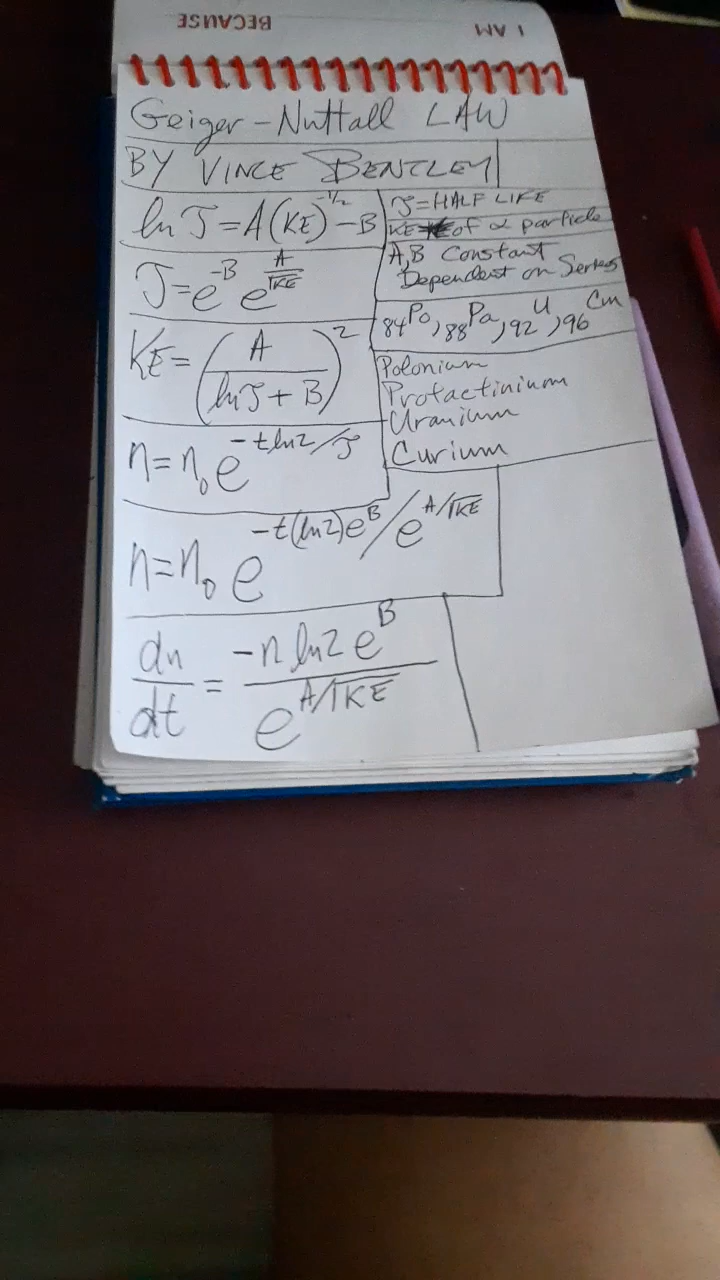 I AM BECAUSE
Geiger-Nuttall LAW
BY VINCE BENTLEY
ln T = A(KE)^{-1/2} - B
T = e^{-B} e^{A/√KE}
KE = (A / (ln T + B))^2
n = n₀ e^{-t ln2/T}
n = n₀ e^{-t(ln2)e^B / e^{A/√KE}}
dn/dt = -n ln2 e^B / e^{A/√KE}
T = HALF LIFE
KE of α particle
A, B Constant
Dependent on Series
₈₄Po, ₈₈Pa, ₉₂U, ₉₆Cm
Polonium
Protactinium
Uranium
Curium